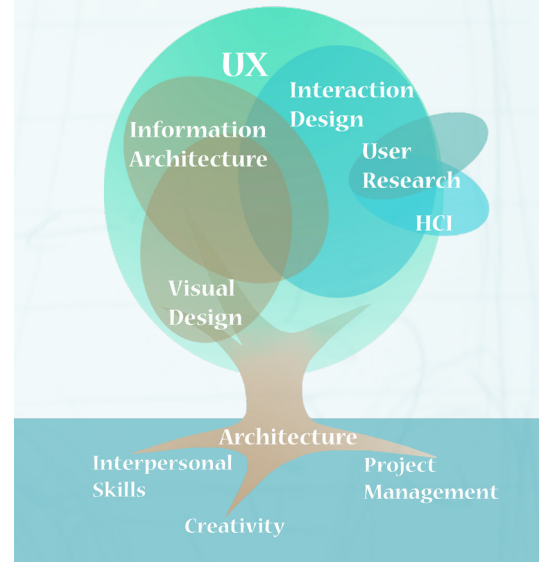 UX
Interaction
Design
Information
Architecture
User
Research
HCI
Visual
Design
Architecture
Interpersonal
Skills
Project
Management
Creativity